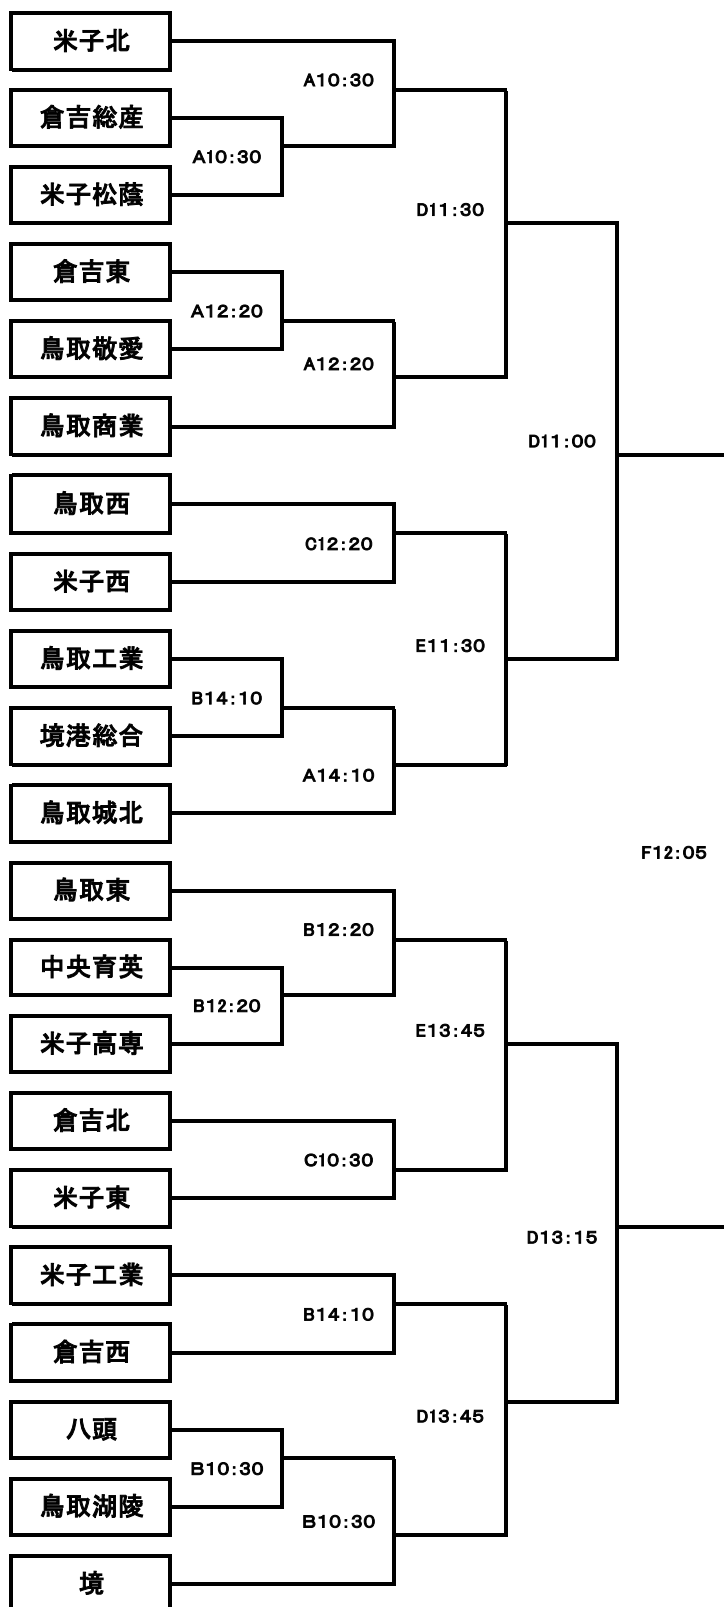 米子北
A10:30
倉吉総産
A10:30
米子松蔭
D11:30
倉吉東
A12:20
鳥取敬愛
A12:20
鳥取商業
D11:00
鳥取西
C12:20
米子西
E11:30
鳥取工業
B14:10
境港総合
A14:10
鳥取城北
F12:05
鳥取東
B12:20
中央育英
B12:20
米子高専
E13:45
倉吉北
C10:30
米子東
D13:15
米子工業
B14:10
倉吉西
D13:45
八頭
B10:30
鳥取湖陵
B10:30
境